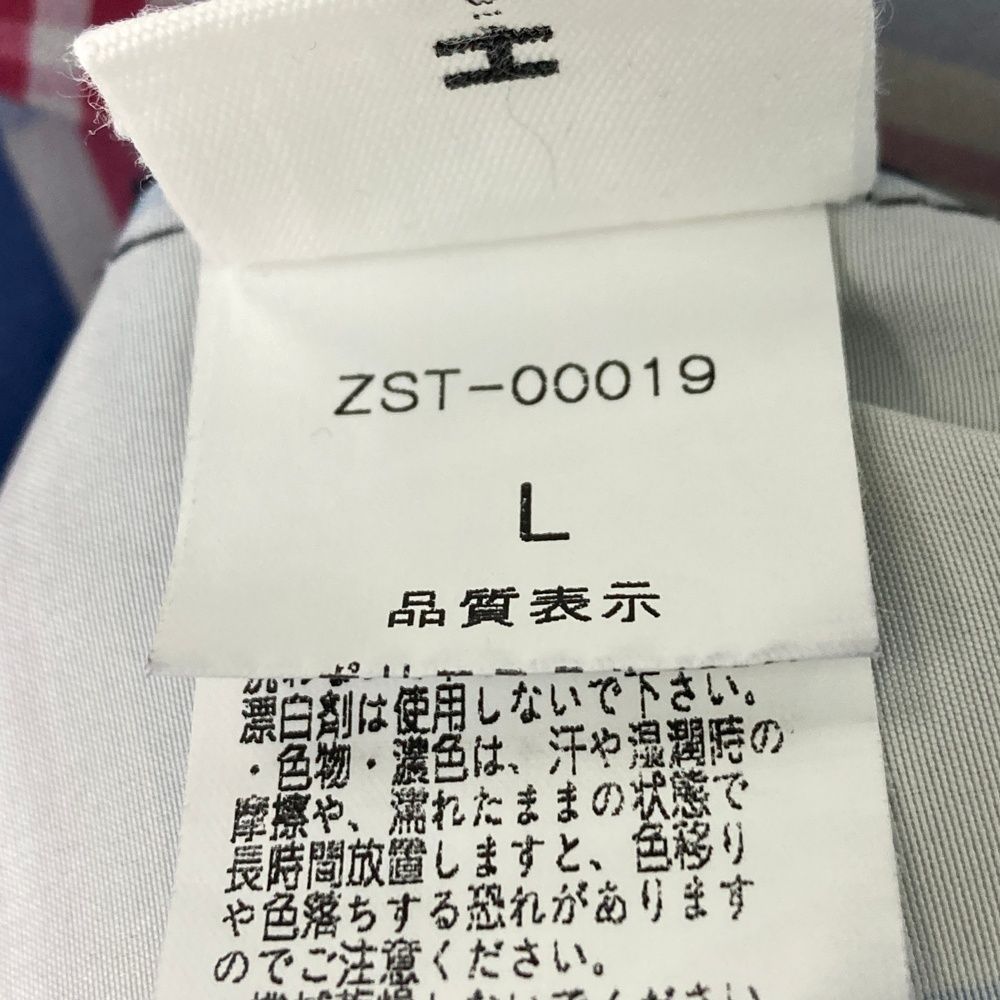 H
ZST-00019
L
品質表示
漂白剤は使用しないで下さい。
・色物・濃色は、汗や湿潤時の
摩擦や、濡れたままの状態で
長時間放置しますと、色移り
や色落ちする恐れがあります
のでご注意ください。